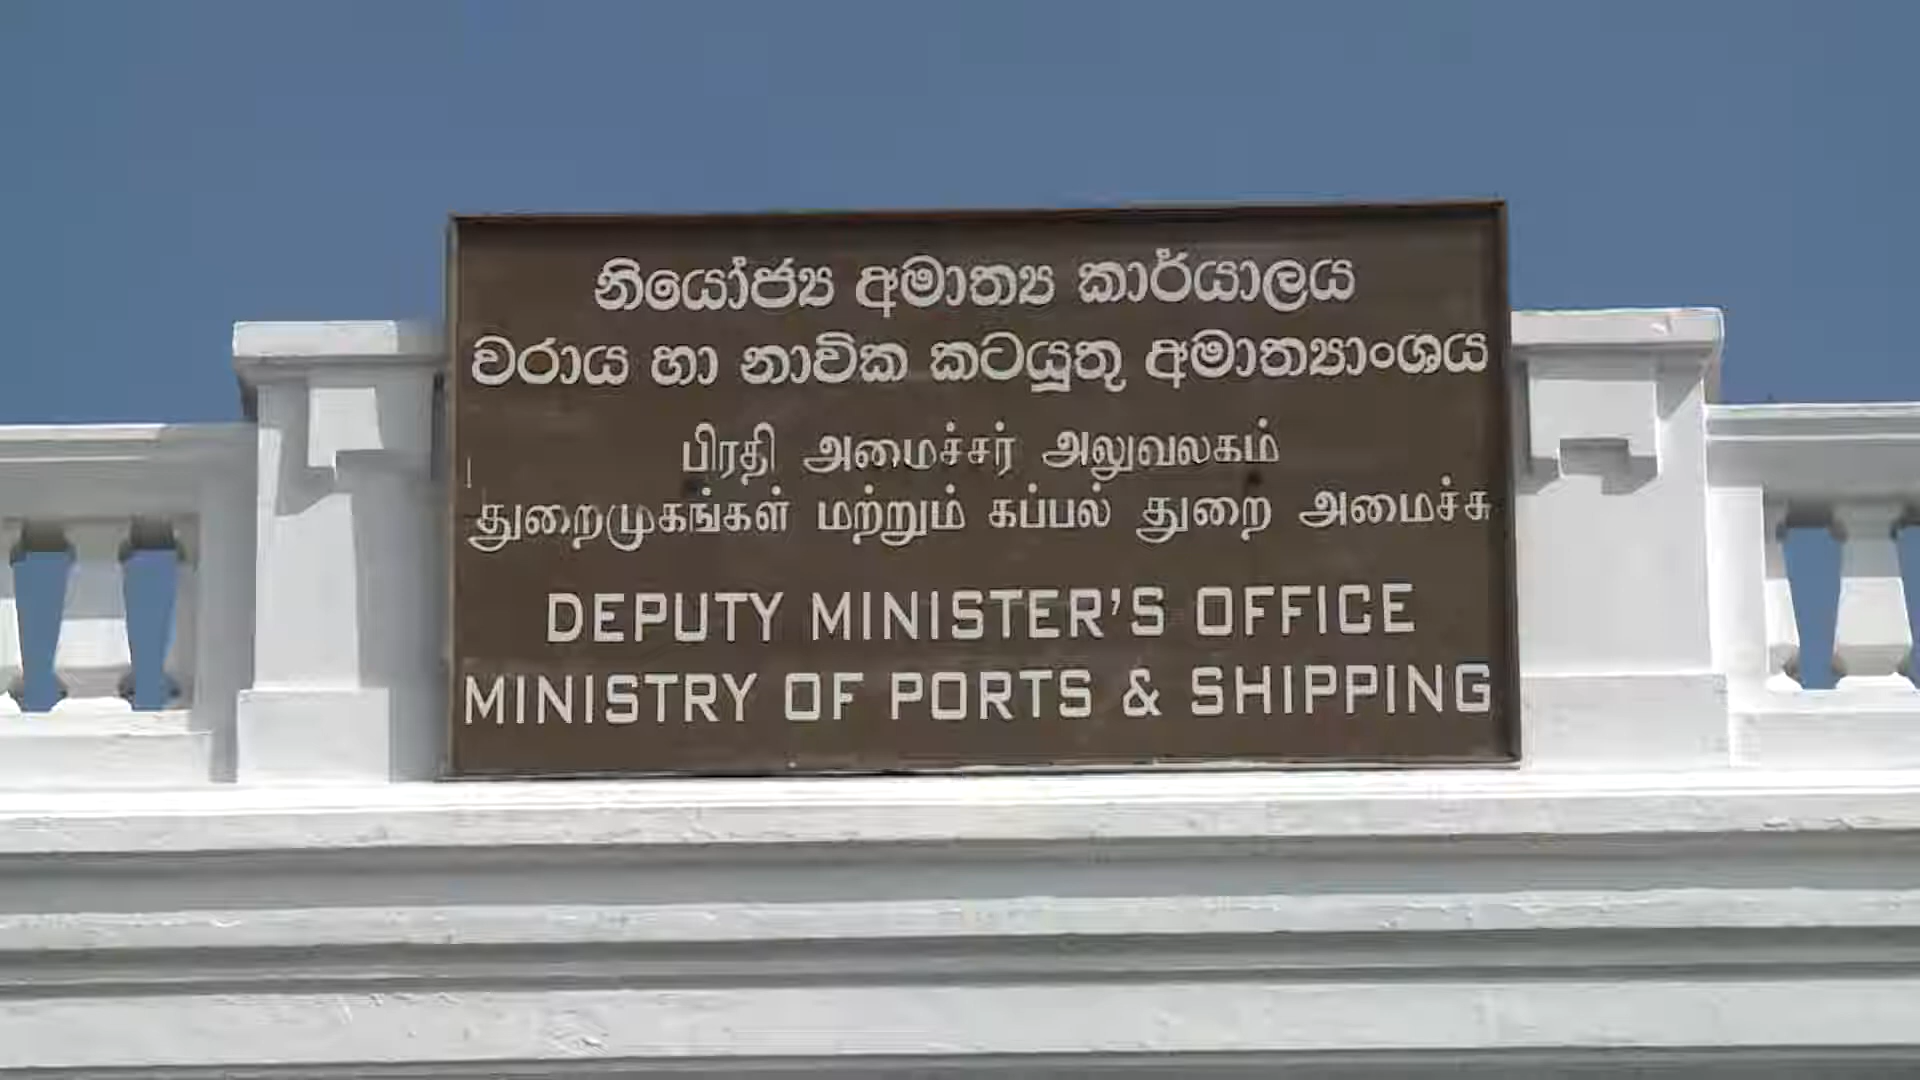 නියෝජ්‍ය අමාත්‍ය කාර්යාලය
වරාය හා නාවික කටයුතු අමාත්‍යාංශය
பிரதி அமைச்சர் அலுவலகம்
துறைமுகங்கள் மற்றும் கப்பல் துறை அமைச்சு
DEPUTY MINISTER'S OFFICE
MINISTRY OF PORTS & SHIPPING